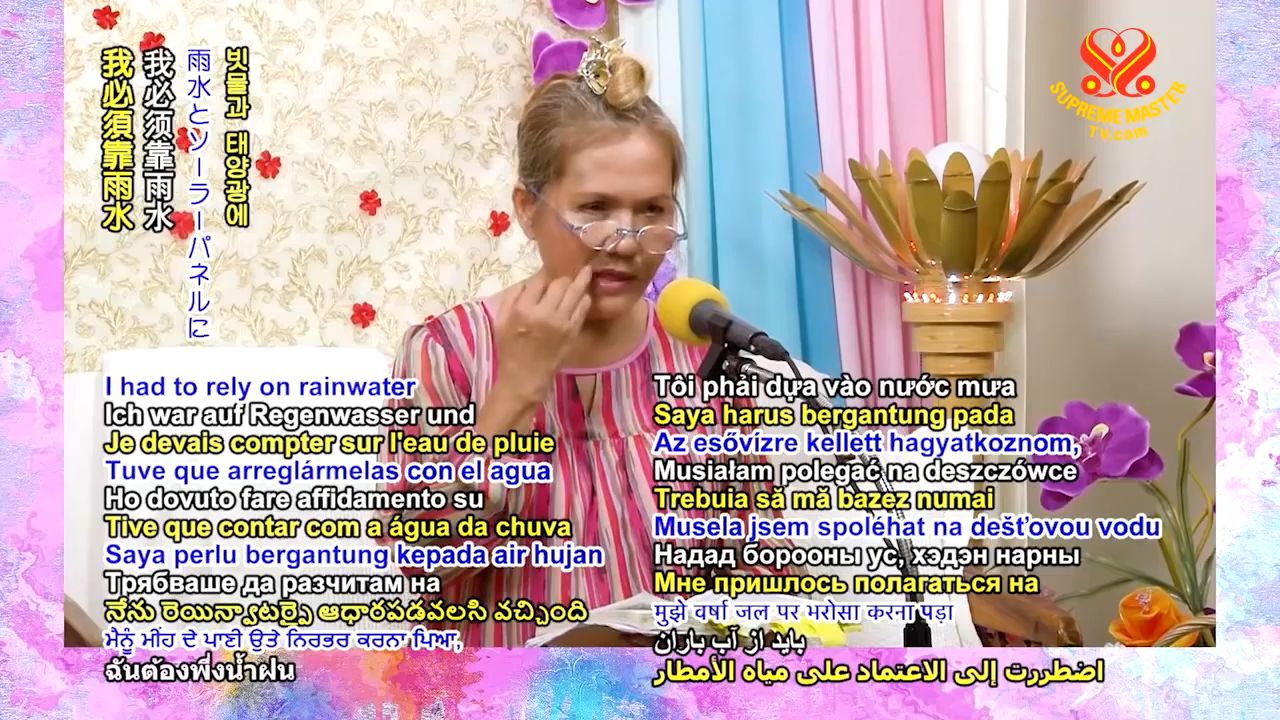 我必須靠雨水
我必须靠雨水
雨水とソーラーパネルに
빗물과 태양광에
SUPREME MASTER
TV.com
I had to rely on rainwater
Ich war auf Regenwasser und
Je devais compter sur l'eau de pluie
Tuve que arreglármelas con el agua
Ho dovuto fare affidamento su
Tive que contar com a água da chuva
Saya perlu bergantung kepada air hujan
Трябваше да разчитам на
నేను రెయిన్వాటర్పై ఆధారపడవలసి వచ్చింది
ਮੈਨੂੰ ਮੀਂਹ ਦੇ ਪਾਣੀ ਉਤੇ ਨਿਰਭਰ ਕਰਨਾ ਪਿਆ,
ฉันต้องพึ่งน้ำฝน
Tôi phải dựa vào nước mưa
Saya harus bergantung pada
Az esővízre kellett hagyatkoznom,
Musiałam polegać na deszczówce
Trebuia să mă bazez numai
Musela jsem spoléhat na dešťovou vodu
Надад борооны ус, хэдэн нарны
Мне пришлось полагаться на
मुझे वर्षा जल पर भरोसा करना पड़ा
باید از آب باران
اضطررت إلى الاعتماد على مياه الأمطار